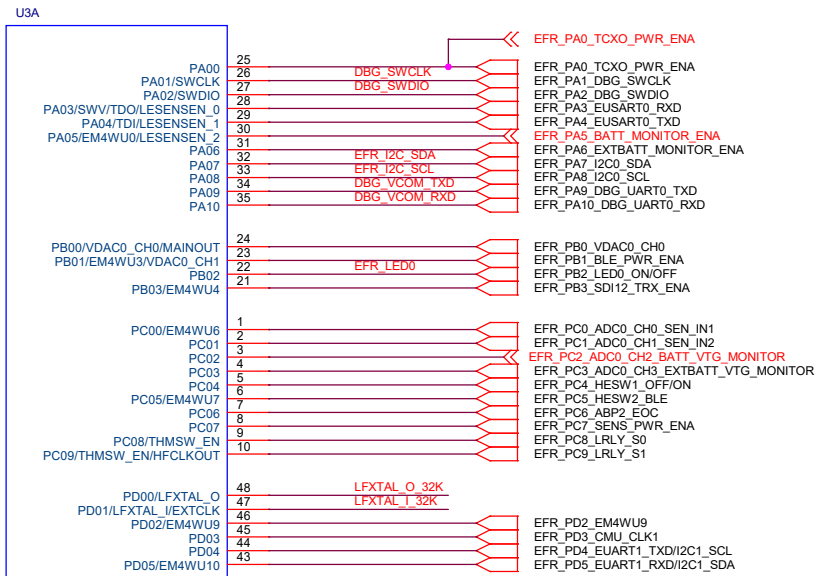 U3A
EFR_PA0_TCXO_PWR_ENA
PA00 25 EFR_PA0_TCXO_PWR_ENA
PA01/SWCLK 26 DBG_SWCLK EFR_PA1_DBG_SWCLK
PA02/SWDIO 27 DBG_SWDIO EFR_PA2_DBG_SWDIO
PA03/SWV/TDO/LESENSEN_0 28 EFR_PA3_EUSART0_RXD
PA04/TDI/LESENSEN_1 29 EFR_PA4_EUSART0_TXD
PA05/EM4WU0/LESENSEN_2 30 EFR_PA5_BATT_MONITOR_ENA
PA06 31 EFR_PA6_EXTBATT_MONITOR_ENA
PA07 32 EFR_I2C_SDA EFR_PA7_I2C0_SDA
PA08 33 EFR_I2C_SCL EFR_PA8_I2C0_SCL
PA09 34 DBG_VCOM_TXD EFR_PA9_DBG_UART0_TXD
PA10 35 DBG_VCOM_RXD EFR_PA10_DBG_UART0_RXD
PB00/VDAC0_CH0/MAINOUT 24 EFR_PB0_VDAC0_CH0
PB01/EM4WU3/VDAC0_CH1 23 EFR_PB1_BLE_PWR_ENA
PB02 22 EFR_LED0 EFR_PB2_LED0_ON/OFF
PB03/EM4WU4 21 EFR_PB3_SDI12_TRX_ENA
PC00/EM4WU6 1 EFR_PC0_ADC0_CH0_SEN_IN1
PC01 2 EFR_PC1_ADC0_CH1_SEN_IN2
PC02 3 EFR_PC2_ADC0_CH2_BATT_VTG_MONITOR
PC03 4 EFR_PC3_ADC0_CH3_EXTBATT_VTG_MONITOR
PC04 5 EFR_PC4_HESW1_OFF/ON
PC05/EM4WU7 6 EFR_PC5_HESW2_BLE
PC06 7 EFR_PC6_ABP2_EOC
PC07 8 EFR_PC7_SENS_PWR_ENA
PC08/THMSW_EN 9 EFR_PC8_LRLY_S0
PC09/THMSW_EN/HFCLKOUT 10 EFR_PC9_LRLY_S1
PD00/LFXTAL_O 48 LFXTAL_O_32K
PD01/LFXTAL_I/EXTCLK 47 LFXTAL_I_32K
PD02/EM4WU9 46 EFR_PD2_EM4WU9
PD03 45 EFR_PD3_CMU_CLK1
PD04 44 EFR_PD4_EUART1_TXD/I2C1_SCL
PD05/EM4WU10 43 EFR_PD5_EUART1_RXD/I2C1_SDA